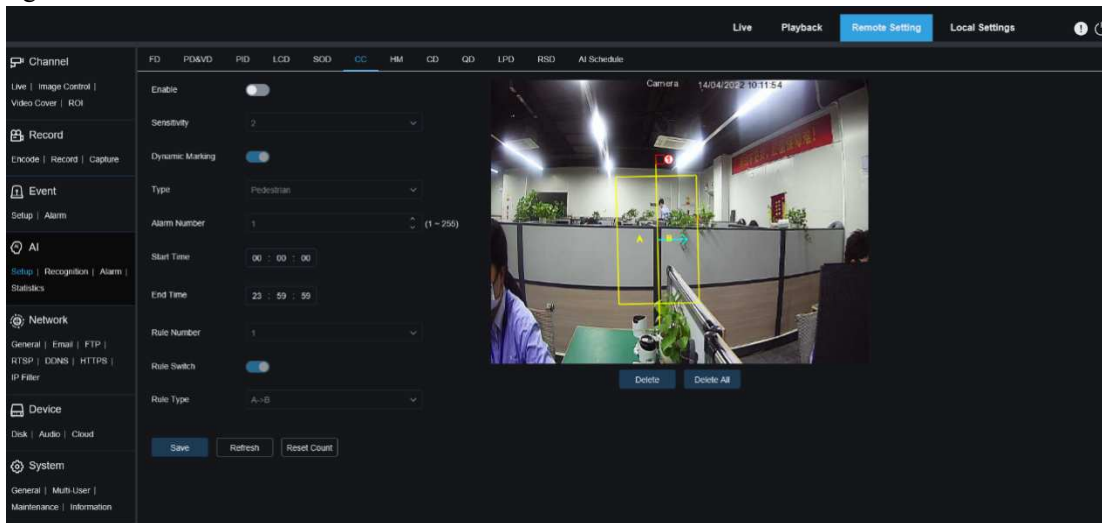 Live Playback Remote Setting Local Settings
Channel
Live | Image Control |
Video Cover | ROI
Record
Encode | Record | Capture
Event
Setup | Alarm
AI
Setup | Recognition | Alarm |
Statistics
Network
General | Email | FTP |
RTSP | DDNS | HTTPS |
IP Filter
Device
Disk | Audio | Cloud
System
General | Multi-User |
Maintenance | Information
FD PD&VD PID LCD SOD CC HM CD QD LPD RSD AI Schedule
Enable
Sensitivity 2
Dynamic Marking
Type Pedestrian
Alarm Number 1 (1 ~ 255)
Start Time 00 : 00 : 00
End Time 23 : 59 : 59
Rule Number 1
Rule Switch
Rule Type A->B
Save Refresh Reset Count
Camera 14/04/2022 10:11:54
1
A B
Delete Delete All